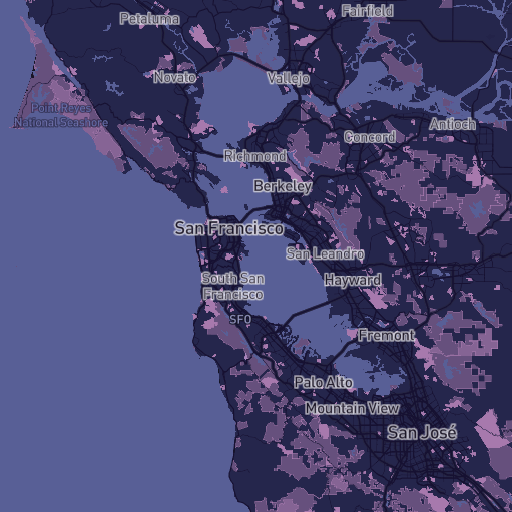 Fairfield
Petaluma
Novato
Vallejo
Point Reyes
National Seashore
Antioch
Concord
Richmond
Berkeley
San Francisco
San Leandro
South San
Francisco
Hayward
SFO
Fremont
Palo Alto
Mountain View
San José